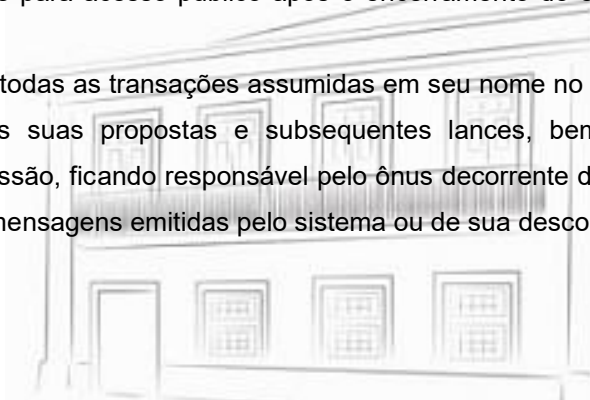 para acesso público após o encerramento
todas as transações assumidas em seu nome no
s suas propostas e subsequentes lances, bem
ssão, ficando responsável pelo ônus decorrente d
mensagens emitidas pelo sistema ou de sua desco